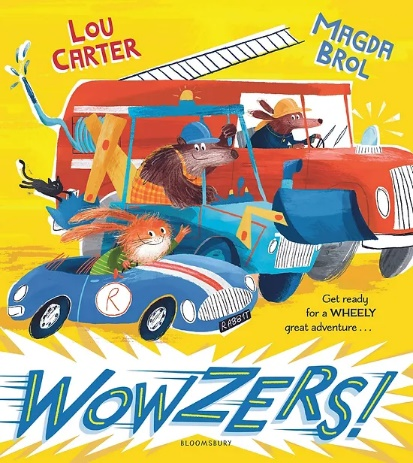 LOU
CARTER
MAGDA
BROL
R
RABBIT
Get ready
for a WHEELY
great adventure...
WOWZERS!
BLOOMSBURY